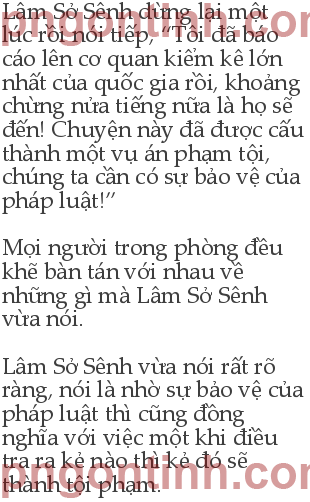 Lâm Sở Sênh dừng lại một
lúc rồi nói tiếp, “Tôi đã báo
cáo lên cơ quan kiểm kê lớn
nhất của quốc gia rồi, khoảng
chừng nửa tiếng nữa là họ sẽ
đến! Chuyện này đã được cấu
thành một vụ án phạm tội,
chúng ta cần có sự bảo vệ của
pháp luật!”
Mọi người trong phòng đều
khẽ bàn tán với nhau về
những gì mà Lâm Sở Sênh
vừa nói.
Lâm Sở Sênh vừa nói rất rõ
ràng, nói là nhờ sự bảo vệ của
pháp luật thì cũng đồng
nghĩa với việc một khi điều
tra ra kẻ nào thì kẻ đó sẽ
thành tội phạm.
pngontinh.com
pngontinh.com